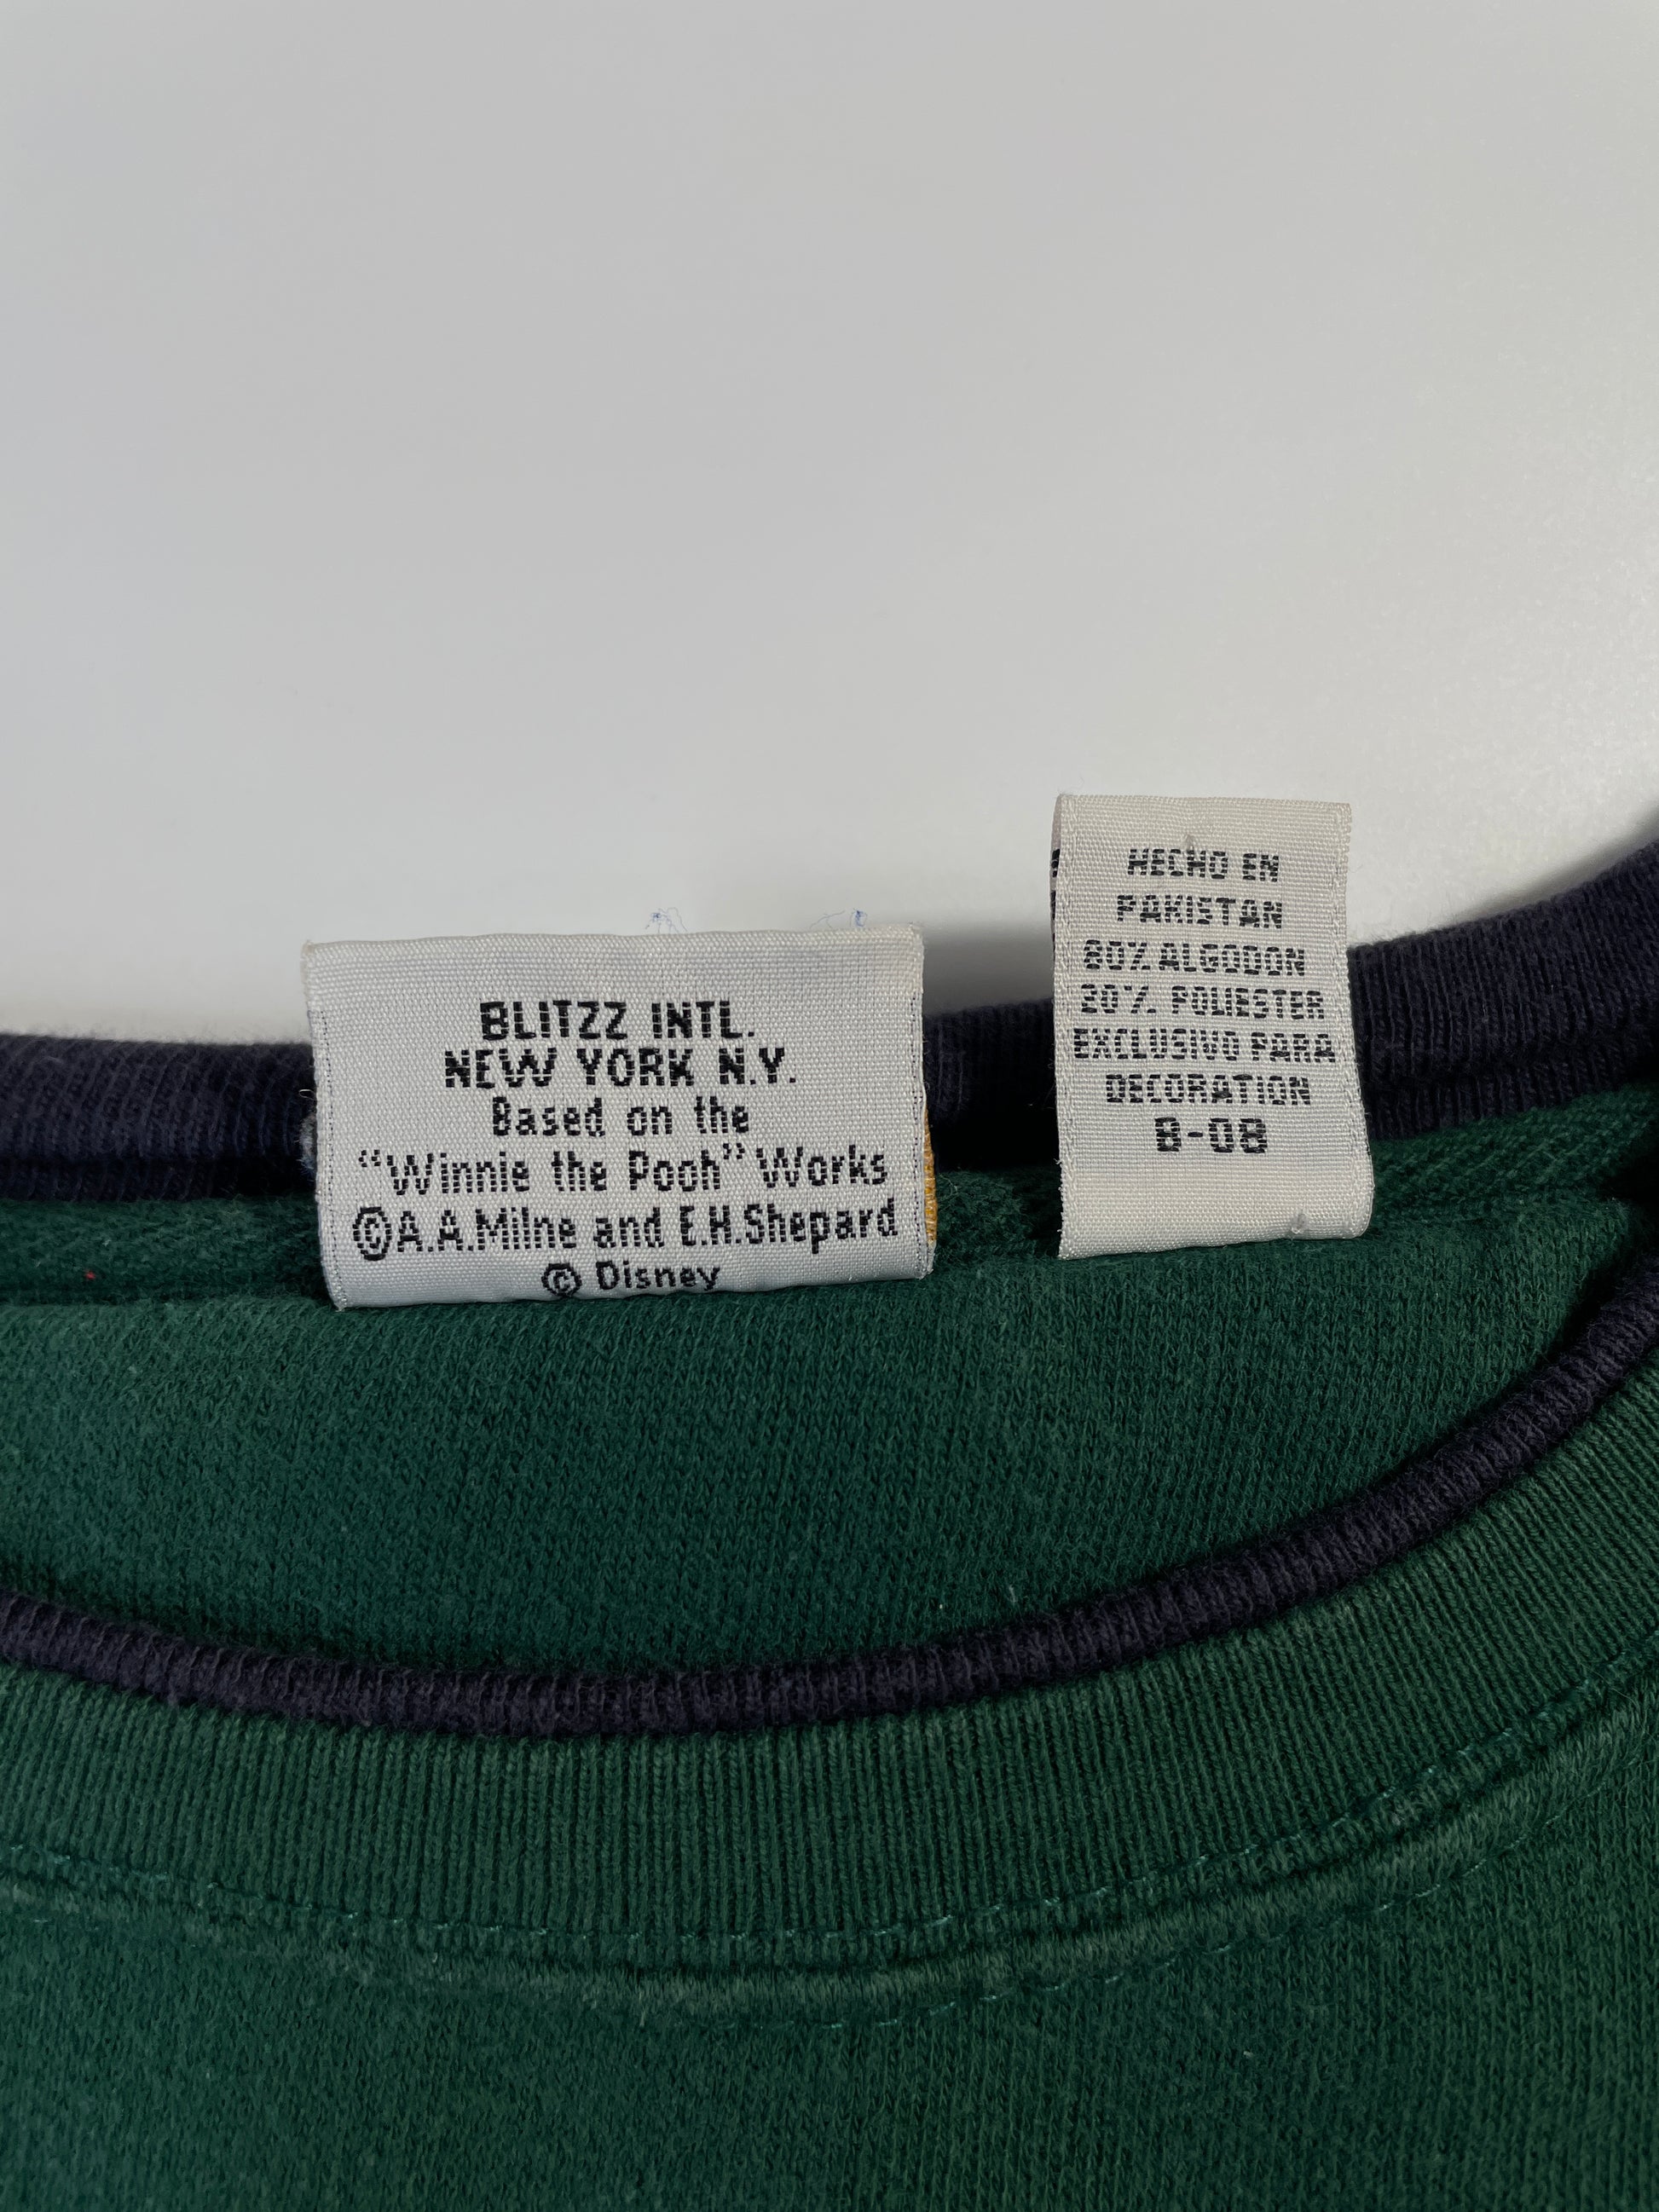 BLITZZ INTL.
NEW YORK N.Y.
Based on the
“Winnie the Pooh” Works
©A.A.Milne and E.H.Shepard
© Disney
HECHO EN
PAKISTAN
80% ALGODON
20% POLIESTER
EXCLUSIVO PARA
DECORATION
B-08